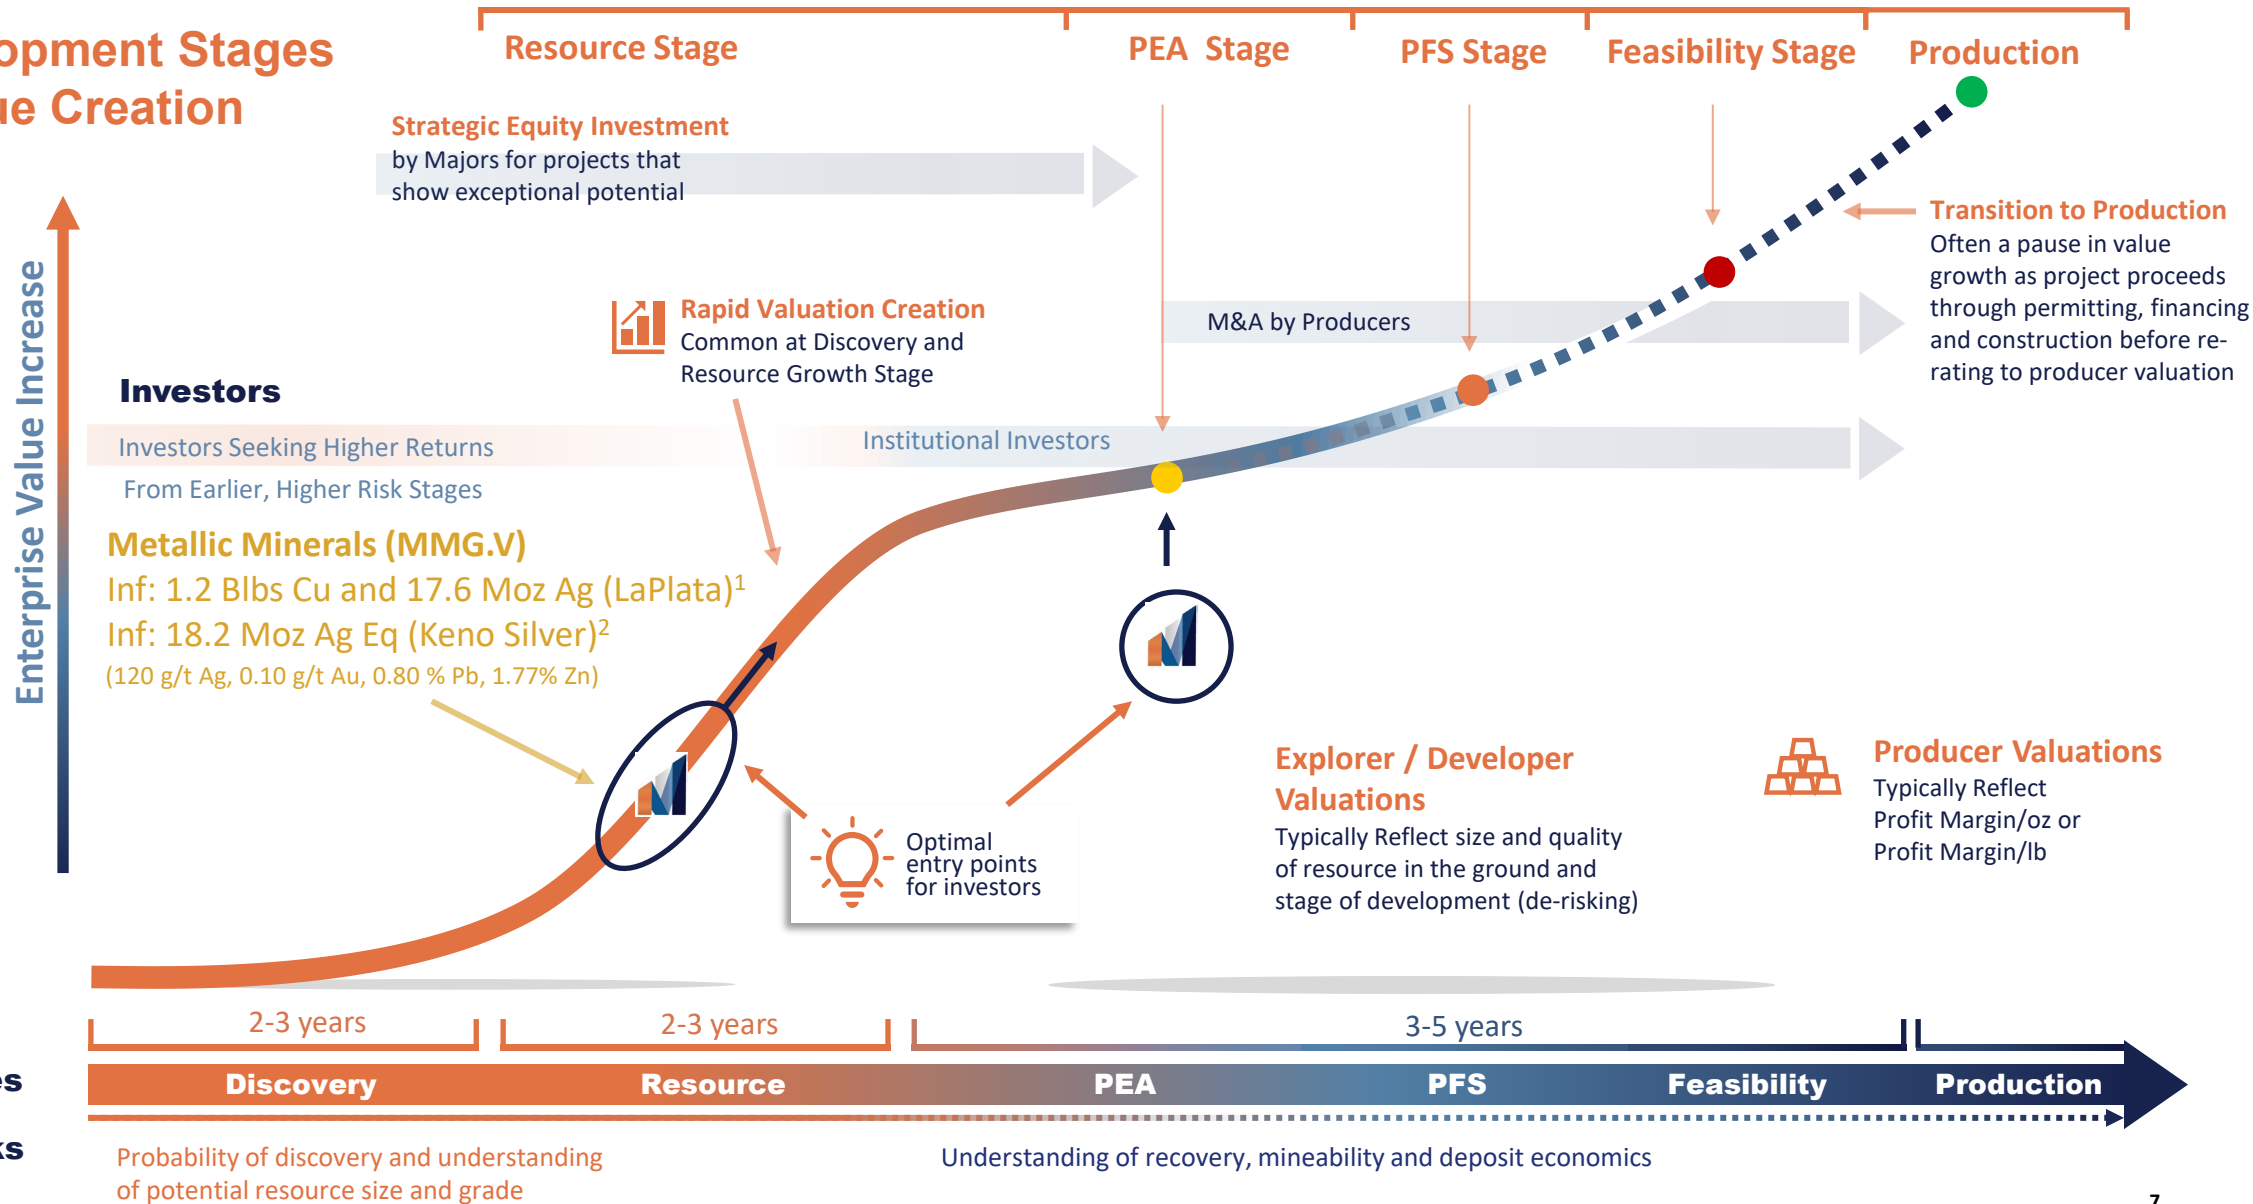 opment Stages
ue Creation
Resource Stage
PEA Stage
PFS Stage
Feasibility Stage
Production
Strategic Equity Investment
by Majors for projects that
show exceptional potential
Transition to Production
Often a pause in value
growth as project proceeds
through permitting, financing
and construction before re-
rating to producer valuation
Rapid Valuation Creation
Common at Discovery and
Resource Growth Stage
M&A by Producers
Enterprise Value Increase
Investors
Investors Seeking Higher Returns
From Earlier, Higher Risk Stages
Institutional Investors
Metallic Minerals (MMG.V)
Inf: 1.2 Blbs Cu and 17.6 Moz Ag (LaPlata)1
Inf: 18.2 Moz Ag Eq (Keno Silver)2
(120 g/t Ag, 0.10 g/t Au, 0.80 % Pb, 1.77% Zn)
Optimal
entry points
for investors
Explorer / Developer
Valuations
Typically Reflect size and quality
of resource in the ground and
stage of development (de-risking)
Producer Valuations
Typically Reflect
Profit Margin/oz or
Profit Margin/lb
2-3 years
2-3 years
3-5 years
es
Discovery
Resource
PEA
PFS
Feasibility
Production
ks
Probability of discovery and understanding
of potential resource size and grade
Understanding of recovery, mineability and deposit economics
7